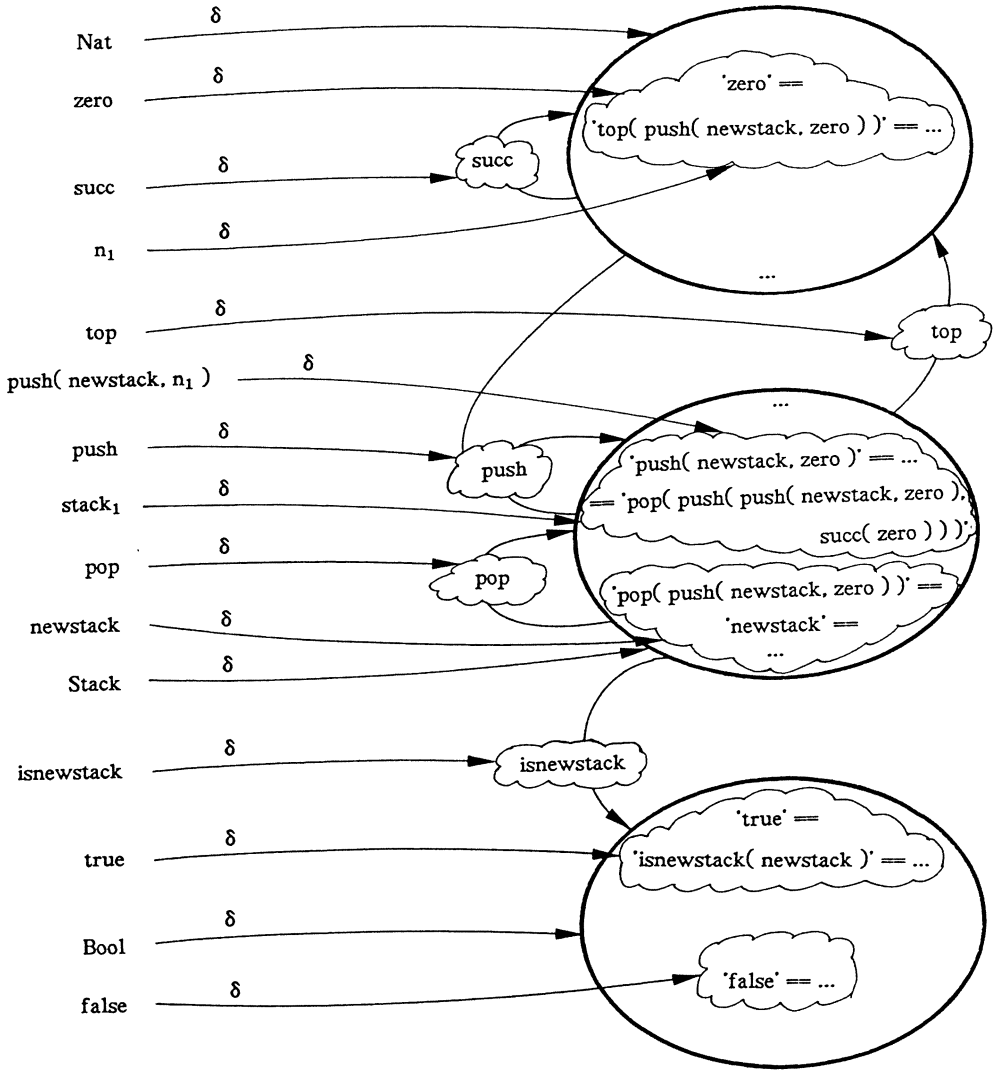 Nat
δ
zero
δ
'zero' ==
'top( push( newstack, zero ) )' == ...
succ
succ
δ
n₁
δ
...
top
δ
top
push( newstack, n₁ )
δ
...
push
δ
push
'push( newstack, zero )' == ...
stack₁
δ
== 'pop( push( push( newstack, zero ),
succ( zero ) ) )'
pop
δ
pop
'pop( push( newstack, zero ) )' ==
newstack
δ
'newstack' ==
...
Stack
δ
isnewstack
δ
isnewstack
'true' ==
true
δ
'isnewstack( newstack )' == ...
Bool
δ
'false' == ...
false
δ